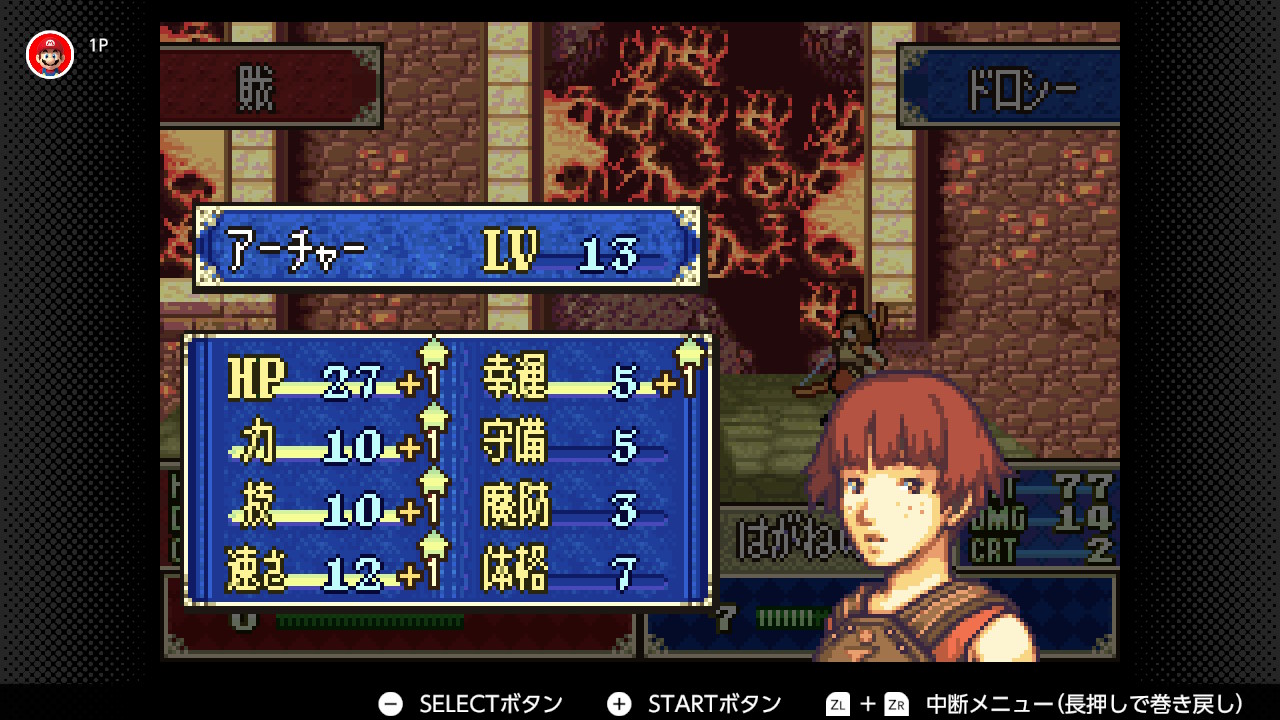 1P
賊
ドロシー
アーチャー LV 13
HP 27 +1 幸運 5 +1
力 10 +1 守備 5
技 10 +1 魔防 3
速さ 12 +1 体格 7
77
はがね
DMG 14
CRT 2
0
7
SELECTボタン STARTボタン ZL + ZR 中断メニュー(長押しで巻き戻し)